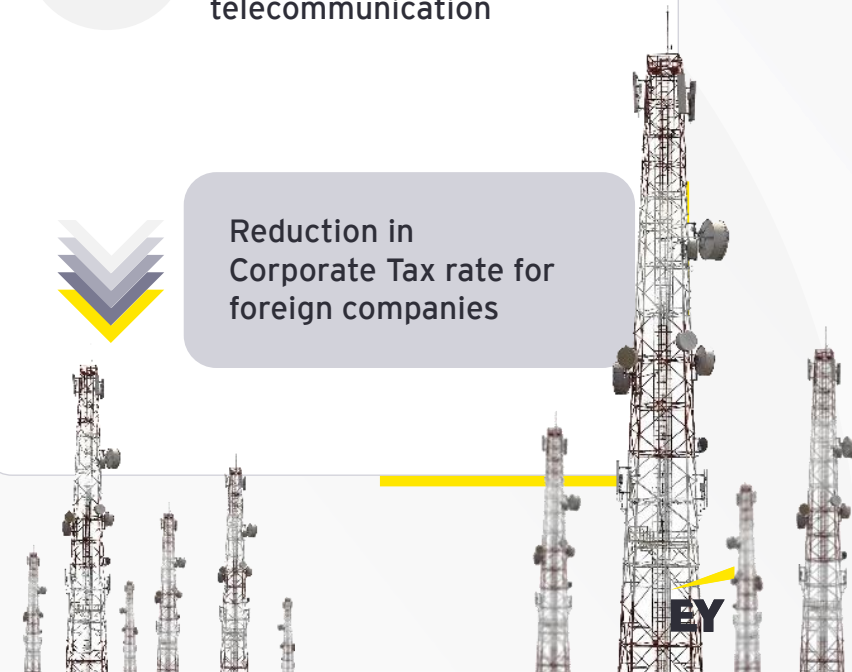 telecommunication
Reduction in
Corporate Tax rate for
foreign companies
EY